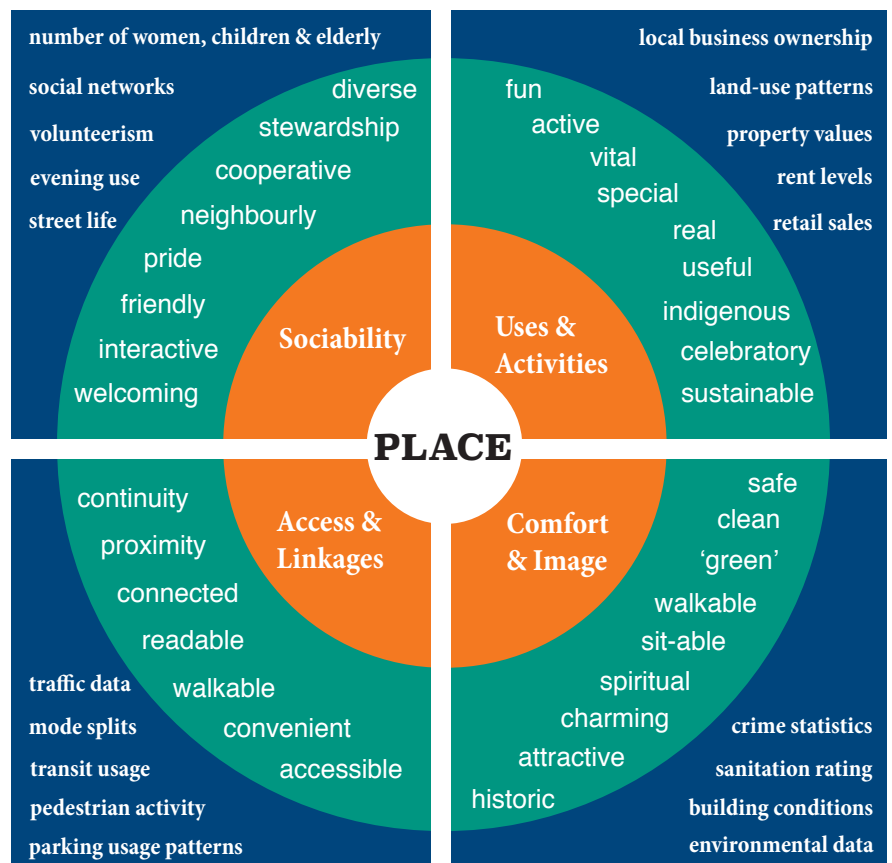 number of women, children & elderly
social networks
volunteerism
evening use
street life
diverse
stewardship
cooperative
neighbourly
pride
friendly
interactive
welcoming
Sociability
local business ownership
land-use patterns
property values
rent levels
retail sales
fun
active
vital
special
real
useful
indigenous
celebratory
sustainable
Uses &
Activities
PLACE
Access &
Linkages
continuity
proximity
connected
readable
walkable
convenient
accessible
traffic data
mode splits
transit usage
pedestrian activity
parking usage patterns
Comfort
& Image
safe
clean
‘green’
walkable
sit-able
spiritual
charming
attractive
historic
crime statistics
sanitation rating
building conditions
environmental data